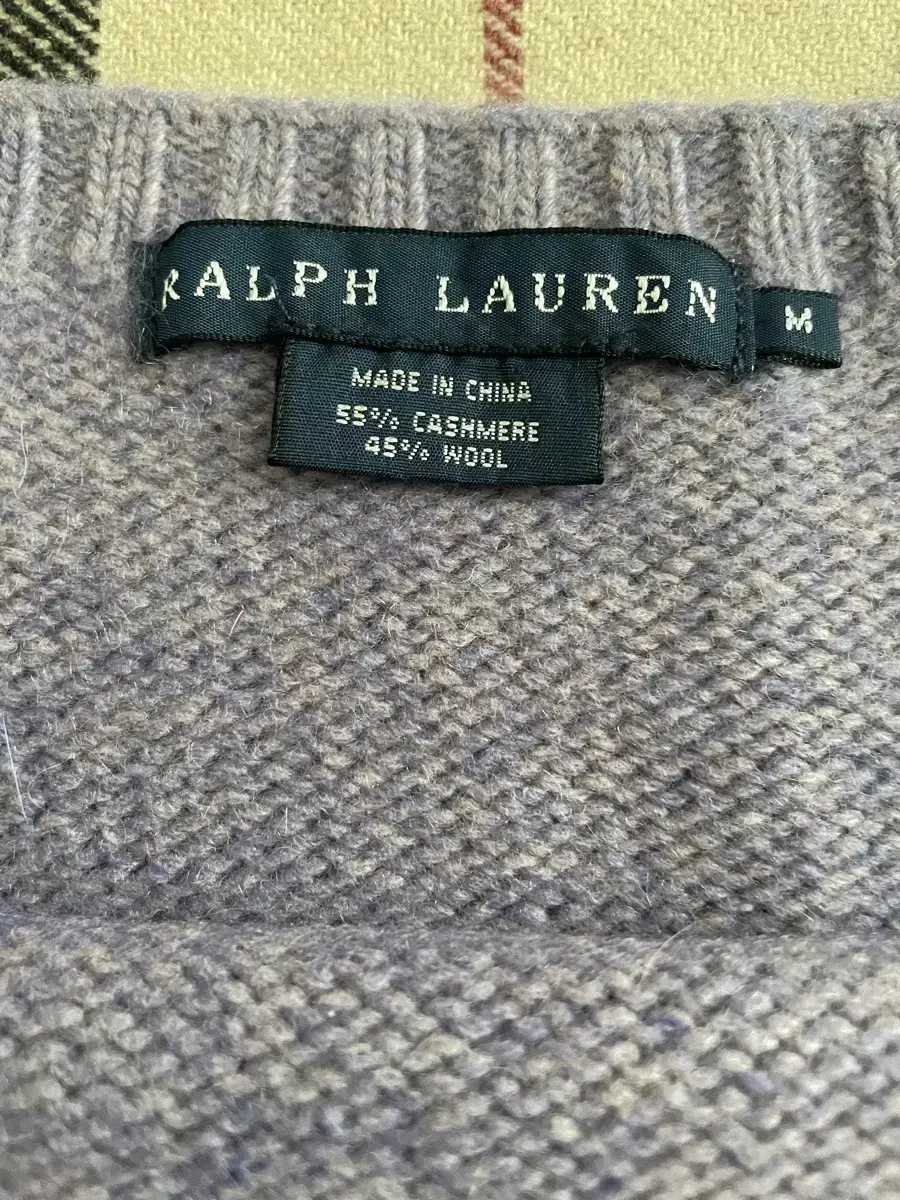 RALPH LAUREN
M
MADE IN CHINA
55% CASHMERE
45% WOOL